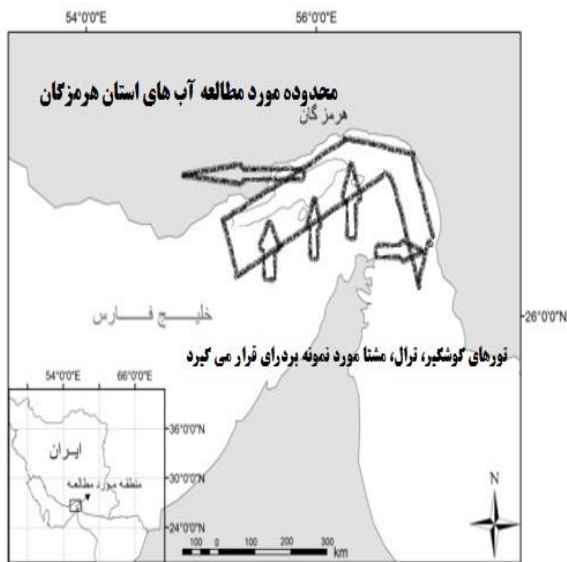 54°0'0"E 56°0'0"E
محدوده مورد مطالعه آب های استان هرمزگان
هرمزگان
خلیج فارس
26°0'0"N
تورهای گوشگیر، ترال، مشتا مورد نمونه بردرای قرار می گیرد
54°0'0"E 66°0'0"E
36°0'0"N
ایران
30°0'0"N
منطقه مورد مطالعه
24°0'0"N
N
100 0 100 200 300
km